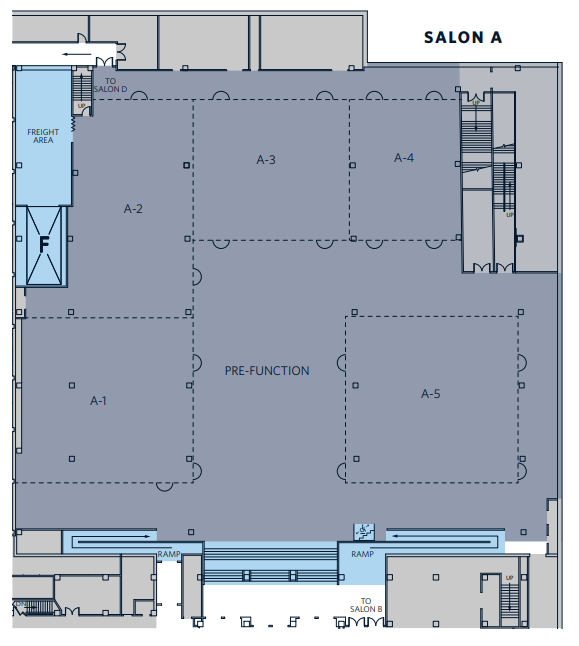 SALON A
TO
SALON D
UP
UP
FREIGHT
AREA
A-3
A-4
A-2
UP
F
PRE-FUNCTION
A-5
A-1
RAMP
RAMP
UP
TO
SALON B